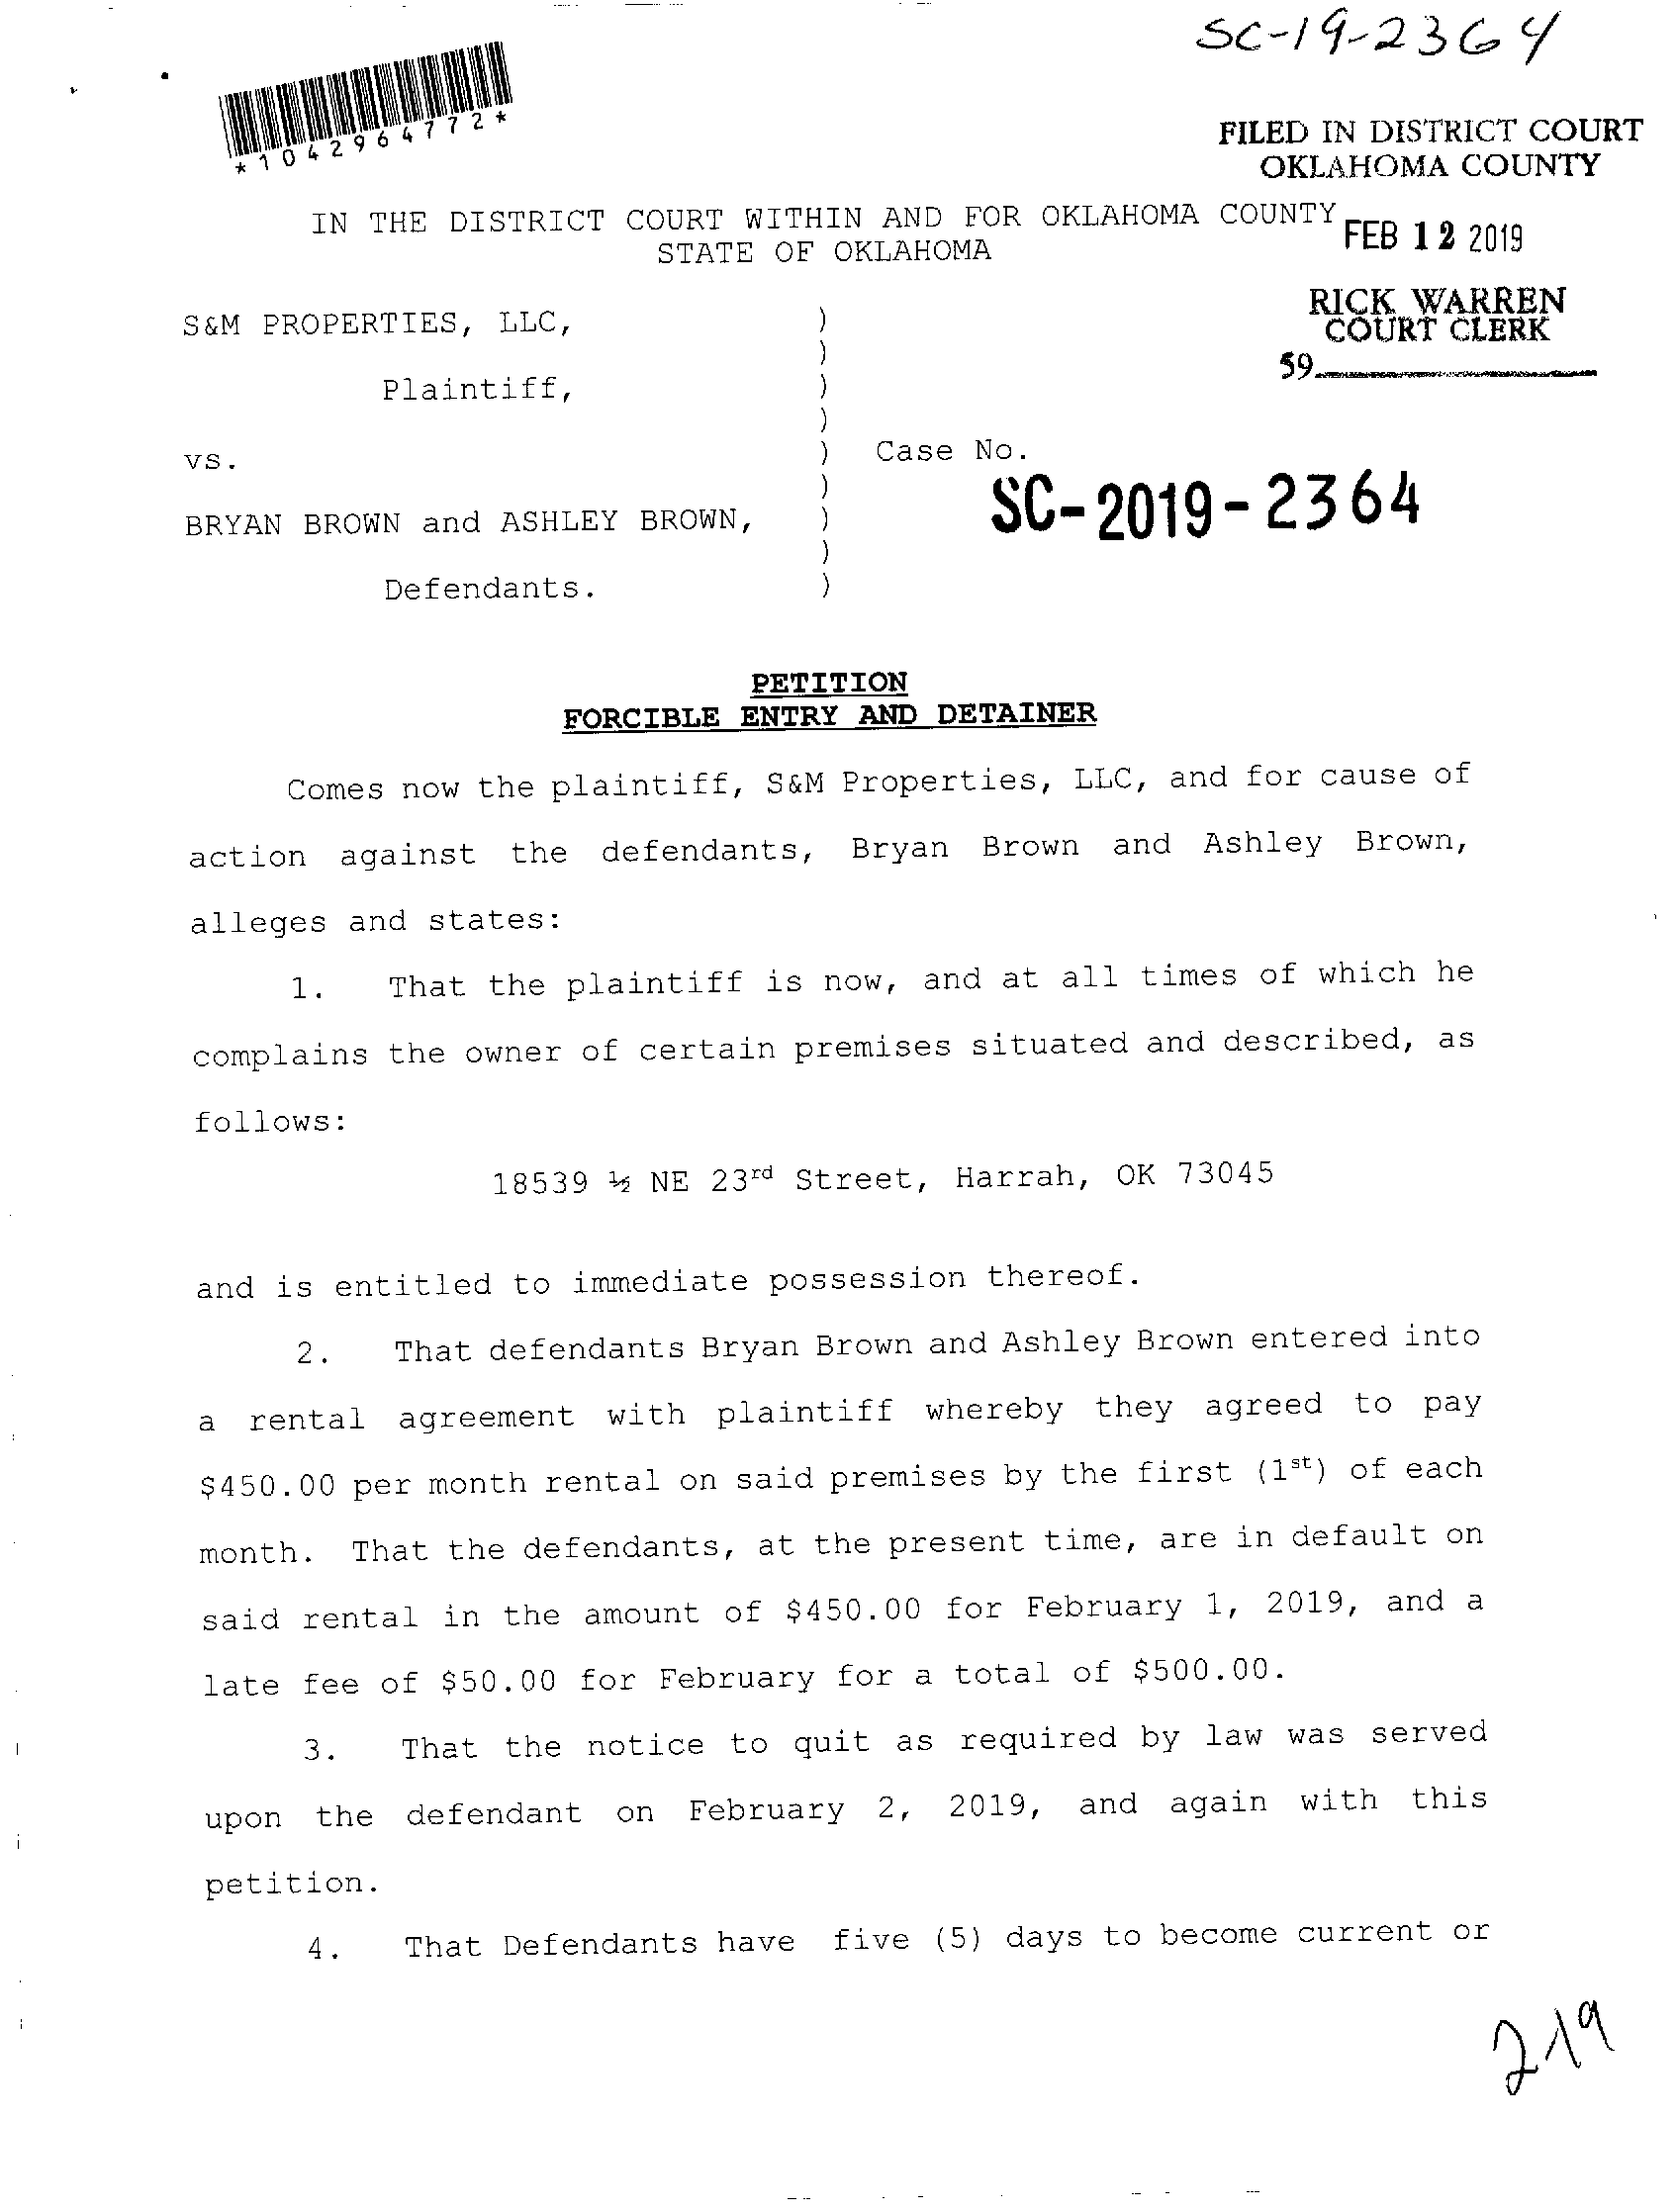 SC-19-2364
*1042964772*
FILED IN DISTRICT COURT
OKLAHOMA COUNTY
IN THE DISTRICT COURT WITHIN AND FOR OKLAHOMA COUNTY
STATE OF OKLAHOMA
FEB 12 2019
RICK WARREN
COURT CLERK
59
S&M PROPERTIES, LLC, )
)
Plaintiff, )
)
vs. ) Case No.
) SC-2019-2364
BRYAN BROWN and ASHLEY BROWN, )
)
Defendants. )
PETITION
FORCIBLE ENTRY AND DETAINER
Comes now the plaintiff, S&M Properties, LLC, and for cause of
action against the defendants, Bryan Brown and Ashley Brown,
alleges and states:
1. That the plaintiff is now, and at all times of which he
complains the owner of certain premises situated and described, as
follows:
18539 ½ NE 23rd Street, Harrah, OK 73045
and is entitled to immediate possession thereof.
2. That defendants Bryan Brown and Ashley Brown entered into
a rental agreement with plaintiff whereby they agreed to pay
$450.00 per month rental on said premises by the first (1st) of each
month. That the defendants, at the present time, are in default on
said rental in the amount of $450.00 for February 1, 2019, and a
late fee of $50.00 for February for a total of $500.00.
3. That the notice to quit as required by law was served
upon the defendant on February 2, 2019, and again with this
petition.
4. That Defendants have five (5) days to become current or
219